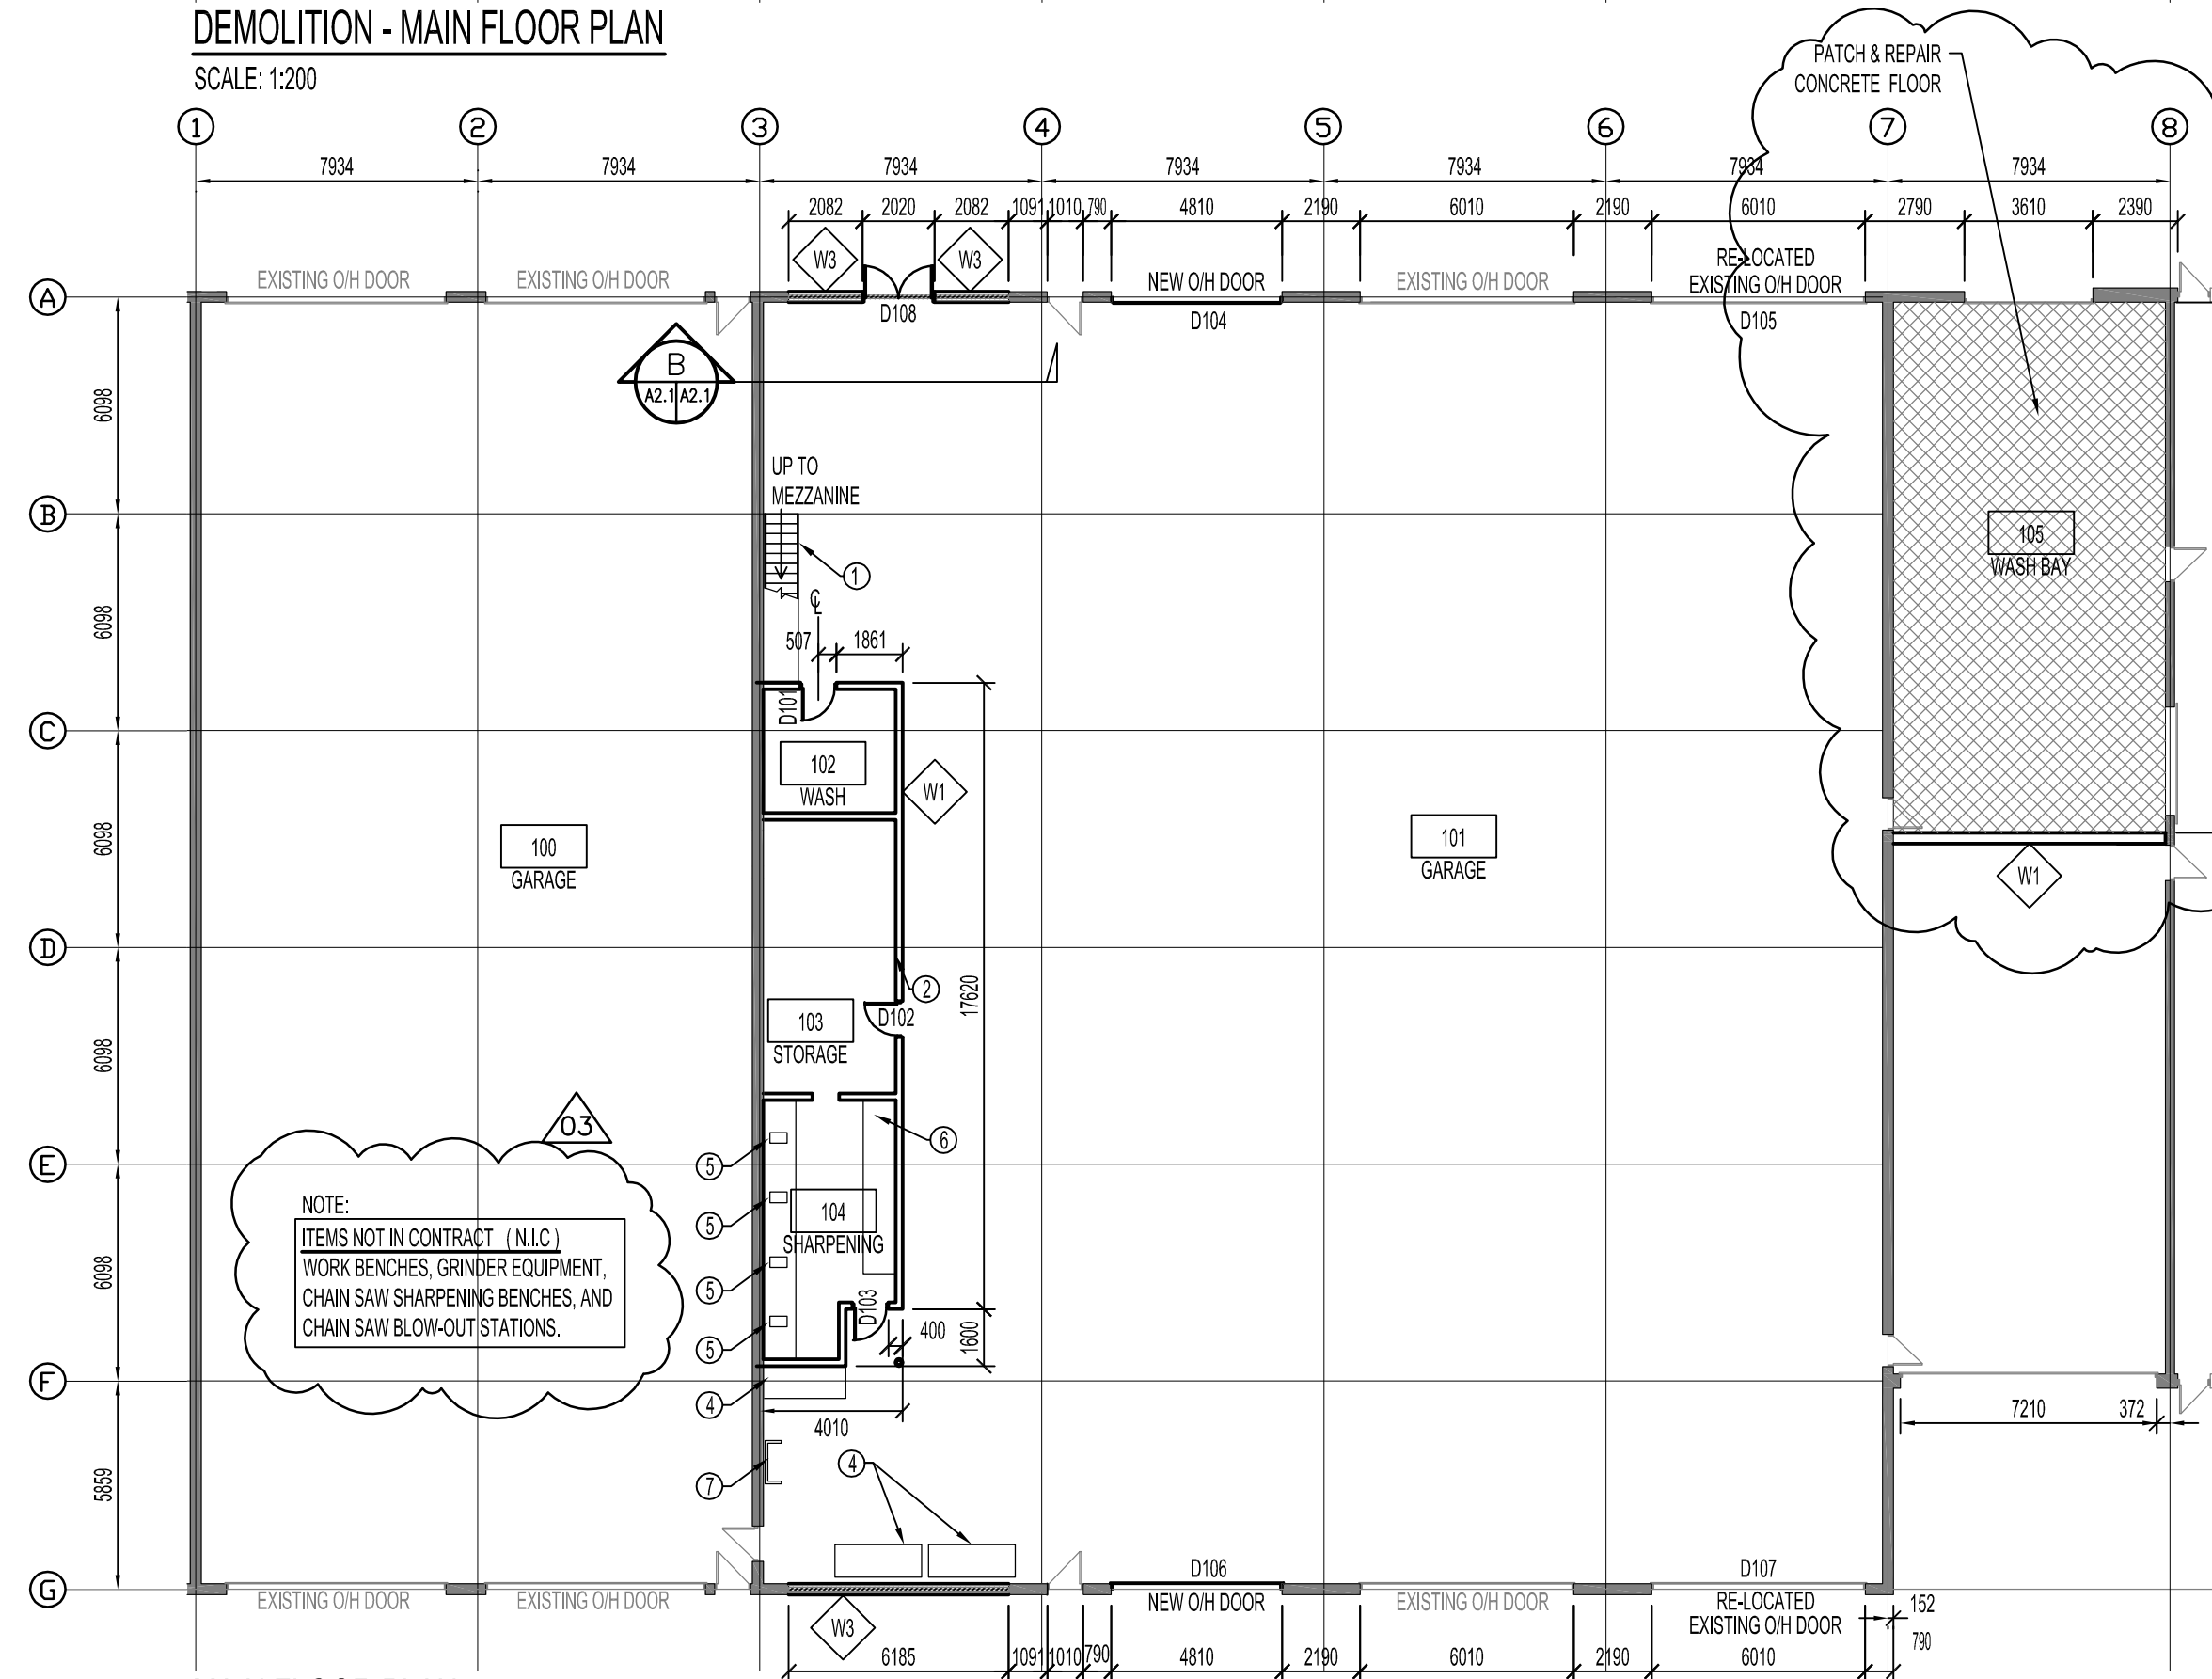 DEMOLITION - MAIN FLOOR PLAN
SCALE: 1:200
PATCH & REPAIR
CONCRETE FLOOR
1 2 3 4 5 6 7 8
7934 7934 7934 7934 7934 7934 7934
2082 2020 2082 1091 1010 790 4810 2190 6010 2190 6010 2790 3610 2390
W3 W3
EXISTING O/H DOOR EXISTING O/H DOOR NEW O/H DOOR EXISTING O/H DOOR
RE-LOCATED
EXISTING O/H DOOR
A
D108 D104 D105
B
A2.1 A2.1
6098
UP TO
MEZZANINE
B
105
WASH BAY
1
6098
℄
507 1861
D101
C
102
WASH
W1
6098
100
GARAGE
101
GARAGE
W1
D
2
17620
103
STORAGE
D102
6098
03
6
E
5
5
5
5
104
SHARPENING
NOTE:
ITEMS NOT IN CONTRACT ( N.I.C )
WORK BENCHES, GRINDER EQUIPMENT,
CHAIN SAW SHARPENING BENCHES, AND
CHAIN SAW BLOW-OUT STATIONS.
6098
D103
400
1600
F
4
4010
7210 372
4
7
5859
D106 D107
G
EXISTING O/H DOOR EXISTING O/H DOOR NEW O/H DOOR EXISTING O/H DOOR
RE-LOCATED
EXISTING O/H DOOR
152
790
W3
6185 1091 1010 790 4810 2190 6010 2190 6010